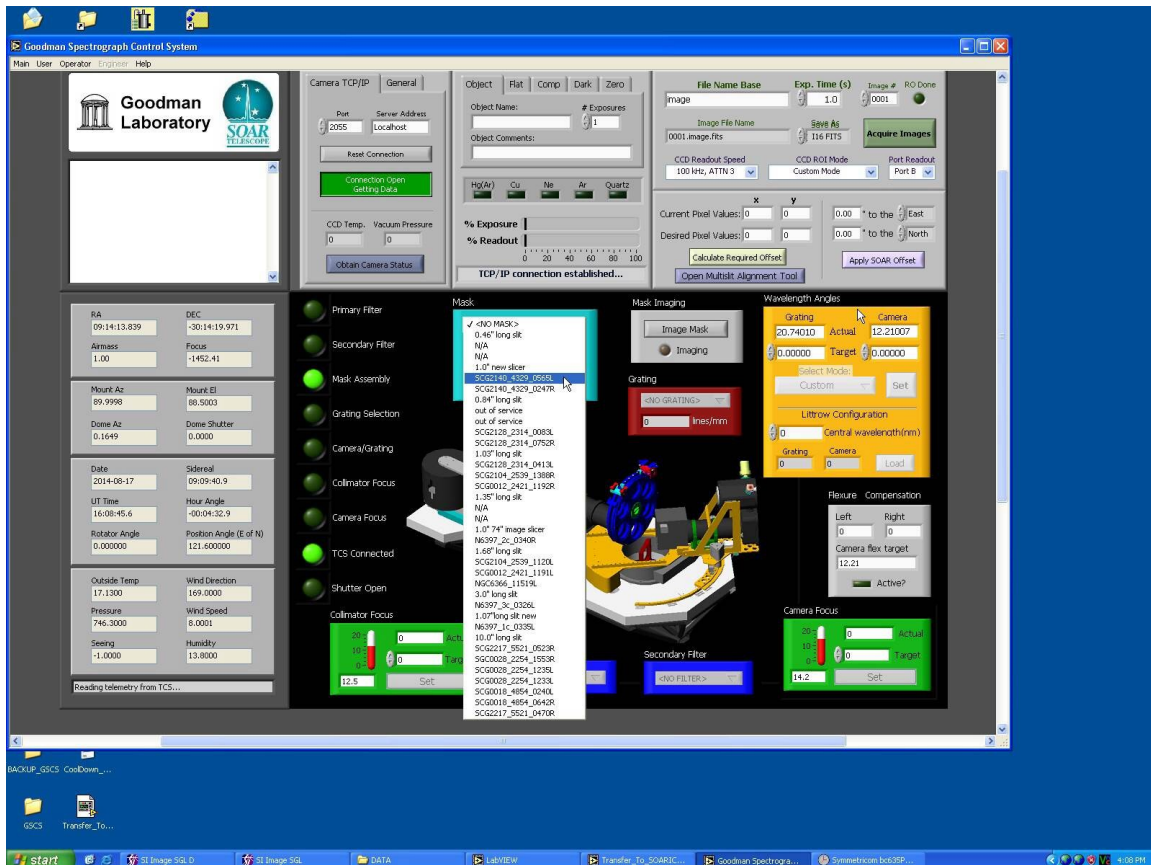 Goodman Spectrograph Control System
Main User Operator Engineer Help
Goodman
Laboratory
SOAR
TELESCOPE
Camera TCP/IP General
Port Server Address
2055 Localhost
Reset Connection
Connection Open
Getting Data
CCD Temp. Vacuum Pressure
0 0
Obtain Camera Status
Object Flat Comp Dark Zero
Object Name: # Exposures
1
Object Comments:
Hg(Ar) Cu Ne Ar Quartz
% Exposure
% Readout
0 20 40 60 80 100
TCP/IP connection established...
File Name Base Exp. Time (s) Image # RO Done
image 1.0 0001
Image File Name Save As
0001.image.fits I16 FITS Acquire Images
CCD Readout Speed CCD ROI Mode Port Readout
100 kHz, ATTN 3 Custom Mode Port B
x y
Current Pixel Values: 0 0 0.00 " to the East
Desired Pixel Values: 0 0 0.00 " to the North
Calculate Required Offset Apply SOAR Offset
Open Multislit Alignment Tool
RA DEC
09:14:13.839 -30:14:19.971
Airmass Focus
1.00 -1452.41
Mount Az Mount El
89.9998 88.5003
Dome Az Dome Shutter
0.1649 0.0000
Date Sidereal
2014-08-17 09:09:40.9
UT Time Hour Angle
16:08:45.6 -00:04:32.9
Rotator Angle Position Angle (E of N)
0.000000 121.600000
Outside Temp Wind Direction
17.1300 169.0000
Pressure Wind Speed
746.3000 8.0001
Seeing Humidity
-1.0000 13.8000
Reading telemetry from TCS...
Primary Filter
Secondary Filter
Mask Assembly
Grating Selection
Camera/Grating
Collimator Focus
Camera Focus
TCS Connected
Shutter Open
Mask
✓ <NO MASK>
0.46" long slit
N/A
N/A
1.0" new slicer
SCG2140_4329_0565L
SCG2140_4329_0247R
0.84" long slit
out of service
out of service
SCG2128_2314_0083L
SCG2128_2314_0752R
1.03" long slit
SCG2128_2314_0413L
SCG2104_2539_1388R
SCG0012_2421_1192R
1.35" long slit
N/A
N/A
1.0" 74" image slicer
N6397_2c_0340R
1.68" long slit
SCG2104_2539_1120L
SCG0012_2421_1191L
NGC6366_11519L
3.0" long slit
N6397_3c_0326L
1.07"long slit new
N6397_1c_0335L
10.0" long slit
SCG2217_5521_0523R
SGC0028_2254_1553R
SCG0028_2254_1235L
SCG0028_2254_1233L
SCG0018_4854_0240L
SCG0018_4854_0642R
SCG2217_5521_0470R
Mask Imaging
Image Mask
Imaging
Grating
<NO GRATING>
0 lines/mm
Wavelength Angles
Grating Camera
20.74010 Actual 12.21007
0.00000 Target 0.00000
Select Mode:
Custom Set
Littrow Configuration
0 Central wavelength(nm)
Grating Camera
0 0 Load
Flexure Compensation
Left Right
0 0
Camera flex target
12.21
Active?
Collimator Focus
20
10
0
0 Actu
0 Targ
12.5 Set
Secondary Filter
<NO FILTER>
Camera Focus
20
10
0
0 Actual
0 Target
14.2 Set
BACKUP_GSCS CoolDown_...
GSCS Transfer_To...
start SI Image SGL D SI Image SGL DATA LabVIEW Transfer_To_SOARIC... Goodman Spectrogra... Symmetricom bc635P... 4:08 PM